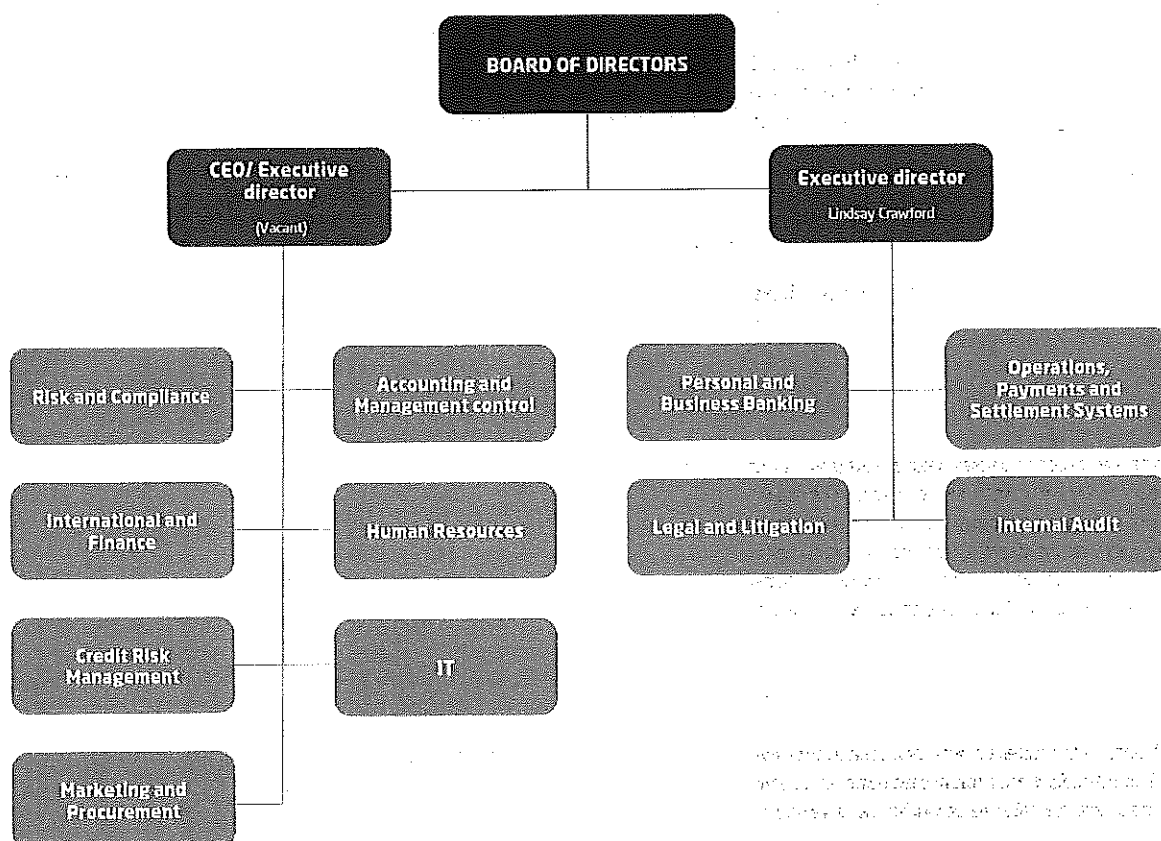 BOARD OF DIRECTORS
CEO/ Executive
director
(Vacant)
Executive director
Lindsay Crawford
Risk and Compliance
Accounting and
Management control
Personal and
Business Banking
Operations,
Payments and
Settlement Systems
International and
Finance
Human Resources
Legal and Litigation
Internal Audit
Credit Risk
Management
IT
Marketing and
Procurement